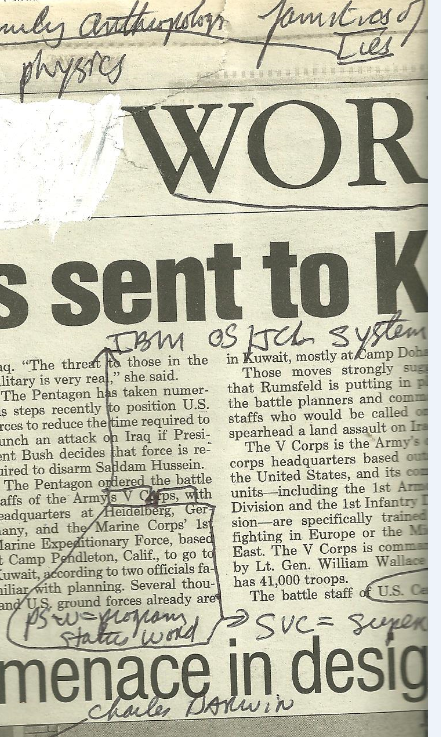 anthropology families of
Lies
physics
WOR
s sent to K
IBM OS JCL System
aq. "The threat to those in the
ilitary is very real," she said.
The Pentagon has taken numer-
s steps recently to position U.S.
rces to reduce the time required to
unch an attack on Iraq if Presi-
ent Bush decides that force is re-
uired to disarm Saddam Hussein.
The Pentagon ordered the battle
affs of the Army's V Corps, with
eadquarters at Heidelberg, Ger-
any, and the Marine Corps' 1st
Marine Expeditionary Force, based
t Camp Pendleton, Calif., to go to
Kuwait, according to two officials fa-
miliar with planning. Several thou-
and U.S. ground forces already are
in Kuwait, mostly at Camp Doha
Those moves strongly sug
that Rumsfeld is putting in pl
the battle planners and comm
staffs who would be called o
spearhead a land assault on Ira
The V Corps is the Army's
corps headquarters based ou
the United States, and its co
units—including the 1st Arm
Division and the 1st Infantry D
sion—are specifically trained
fighting in Europe or the Mi
East. The V Corps is comma
by Lt. Gen. William Wallace
has 41,000 troops.
The battle staff of U.S. Ce
PSW=program
status word
SVC= super
menace in desig
Charles DARWIN